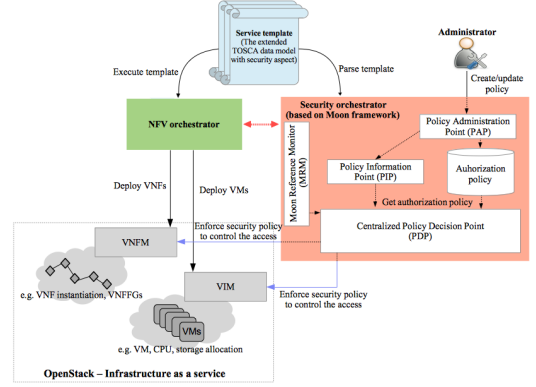 Service template
(The extended
TOSCA data model
with security aspect)
Administrator
Execute template
Parse template
Create/update
policy
NFV orchestrator
Security orchestrator
(based on Moon framework)
Moon Reference Monitor
(MRM)
Policy Administration
Point (PAP)
Policy Information
Point (PIP)
Auhorization
policy
Get authorization policy
Centralized Policy Decision Point
(PDP)
Deploy VNFs
Deploy VMs
Enforce security policy
to control the access
VNFM
e.g. VNF instantiation, VNFFGs
VIM
Enforce security policy
to control the access
VMs
e.g. VM, CPU, storage allocation
OpenStack – Infrastructure as a service